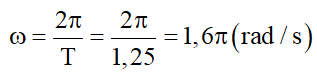 ω = 2π/T = 2π/1,25 = 1,6π(rad / s)